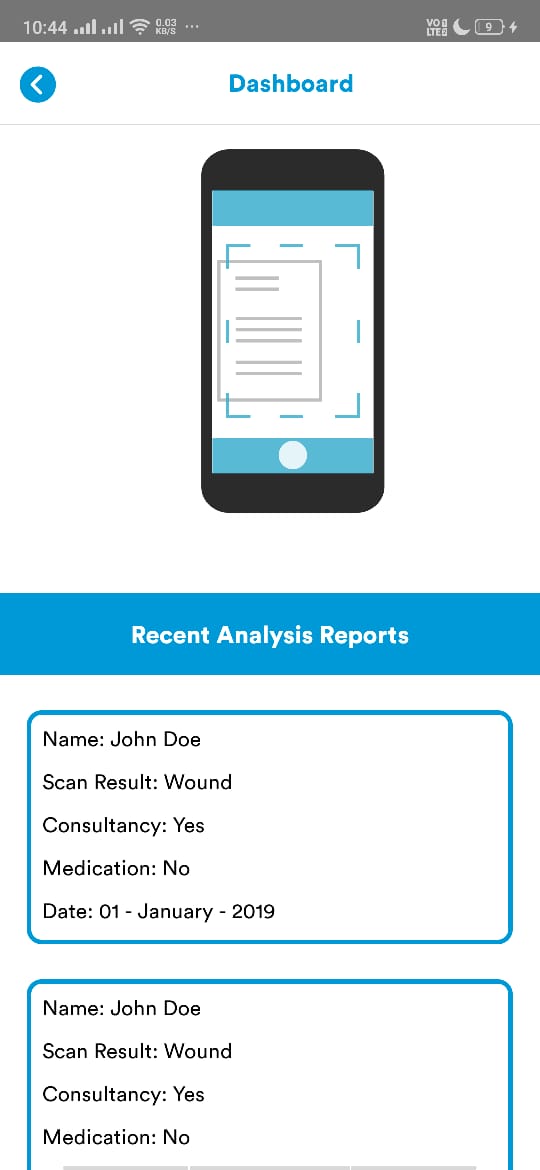 10:44 0.03 KB/S ... VO LTE 9
Dashboard
Recent Analysis Reports
Name: John Doe
Scan Result: Wound
Consultancy: Yes
Medication: No
Date: 01 - January - 2019
Name: John Doe
Scan Result: Wound
Consultancy: Yes
Medication: No